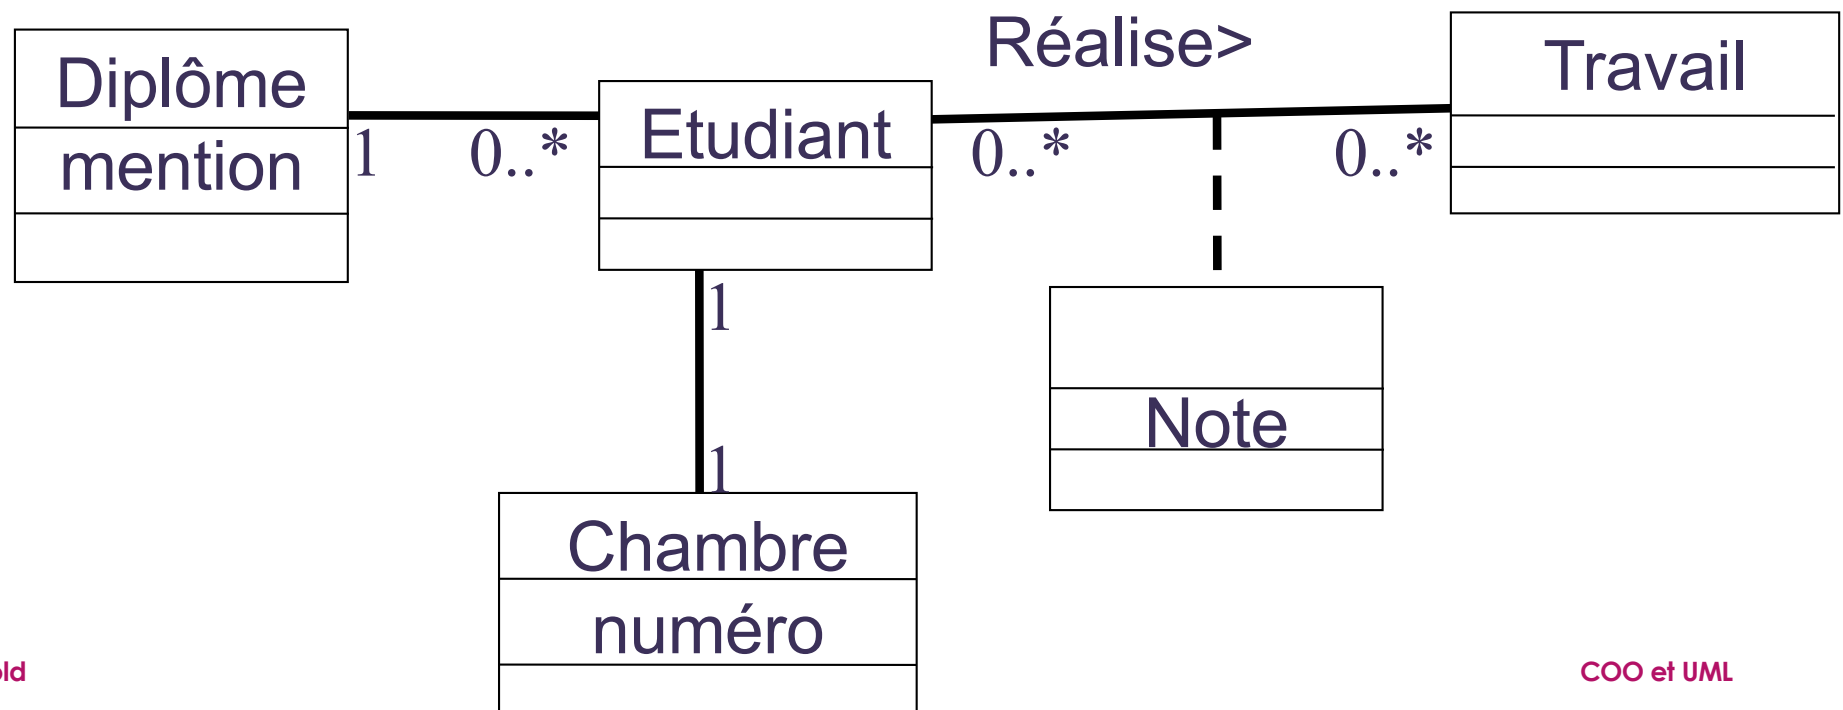 Réalise>
Diplôme
mention
1
0..*
Etudiant
0..*
0..*
Travail
1
1
Note
Chambre
numéro
COO et UML